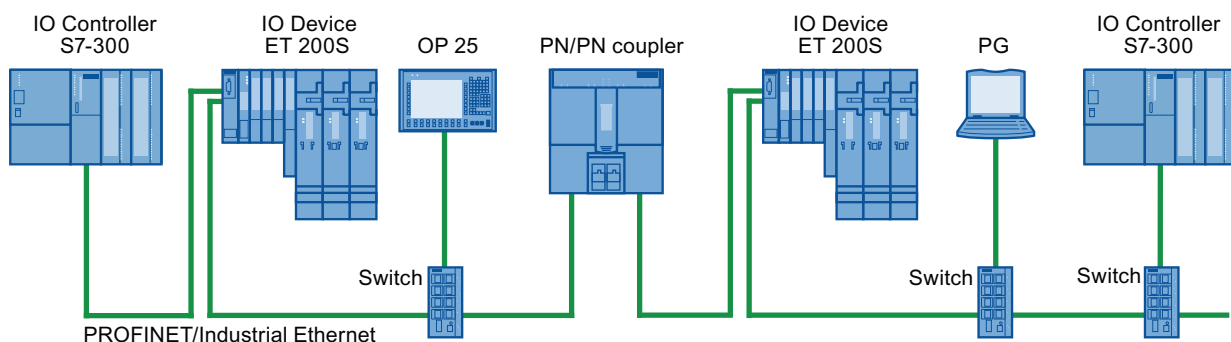 IO Controller
S7-300
IO Device
ET 200S
OP 25
PN/PN coupler
IO Device
ET 200S
PG
IO Controller
S7-300
Switch
Switch
Switch
PROFINET/Industrial Ethernet